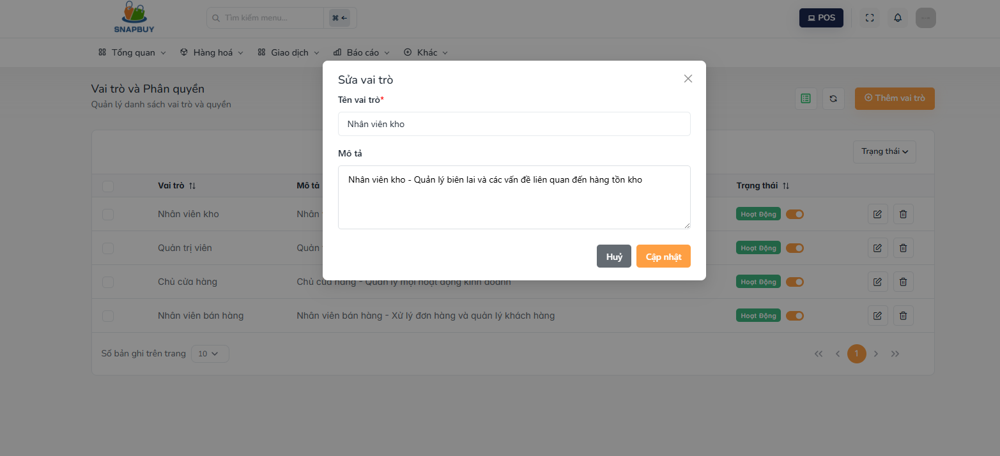 SNAPBUY
Tìm kiếm menu...
⌘ ←
POS
Tổng quan
Hàng hoá
Giao dịch
Báo cáo
Khác
Vai trò và Phân quyền
Quản lý danh sách vai trò và quyền
Thêm vai trò
Sửa vai trò
Tên vai trò*
Nhân viên kho
Mô tả
Nhân viên kho - Quản lý biên lai và các vấn đề liên quan đến hàng tồn kho
Huỷ
Cập nhật
Trạng thái
Vai trò
Mô tả
Trạng thái
Nhân viên kho
Nhân
Hoạt Động
Quản trị viên
Quản
Hoạt Động
Chủ cửa hàng
Chủ cửa hàng - Quản lý mọi hoạt động kinh doanh
Hoạt Động
Nhân viên bán hàng
Nhân viên bán hàng - Xử lý đơn hàng và quản lý khách hàng
Hoạt Động
Số bản ghi trên trang
10
1